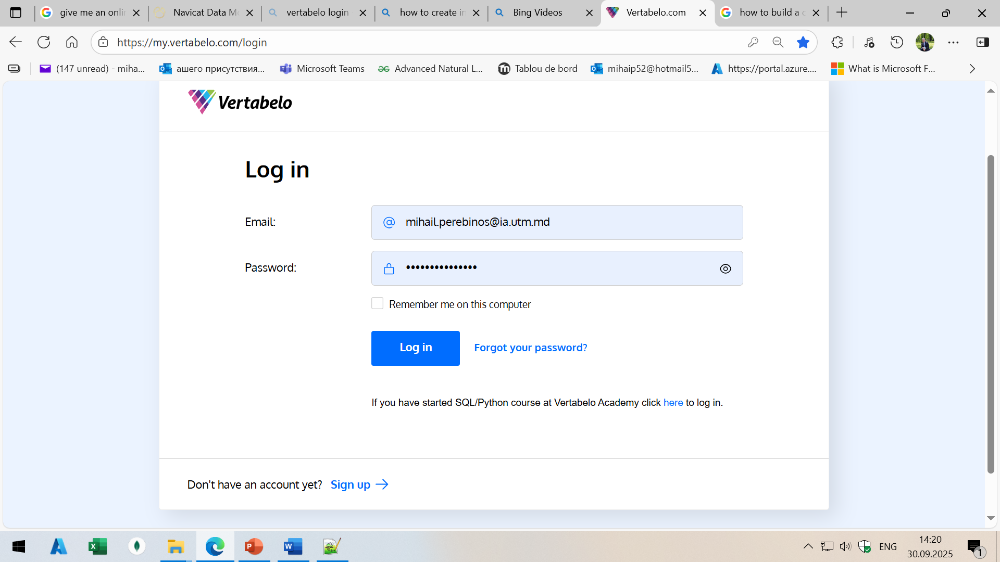 give me an onli
Navicat Data Mo
vertabelo login
how to create in
Bing Videos
Vertabelo.com
how to build a c
https://my.vertabelo.com/login
(147 unread) - miha...
ашего присутствия...
Microsoft Teams
Advanced Natural L...
Tablou de bord
mihaip52@hotmail5...
https://portal.azure....
What is Microsoft F...
Vertabelo
Log in
Email:
mihail.perebinos@ia.utm.md
Password:
Remember me on this computer
Log in
Forgot your password?
If you have started SQL/Python course at Vertabelo Academy click here to log in.
Don't have an account yet?
Sign up
ENG
14:20
30.09.2025
1